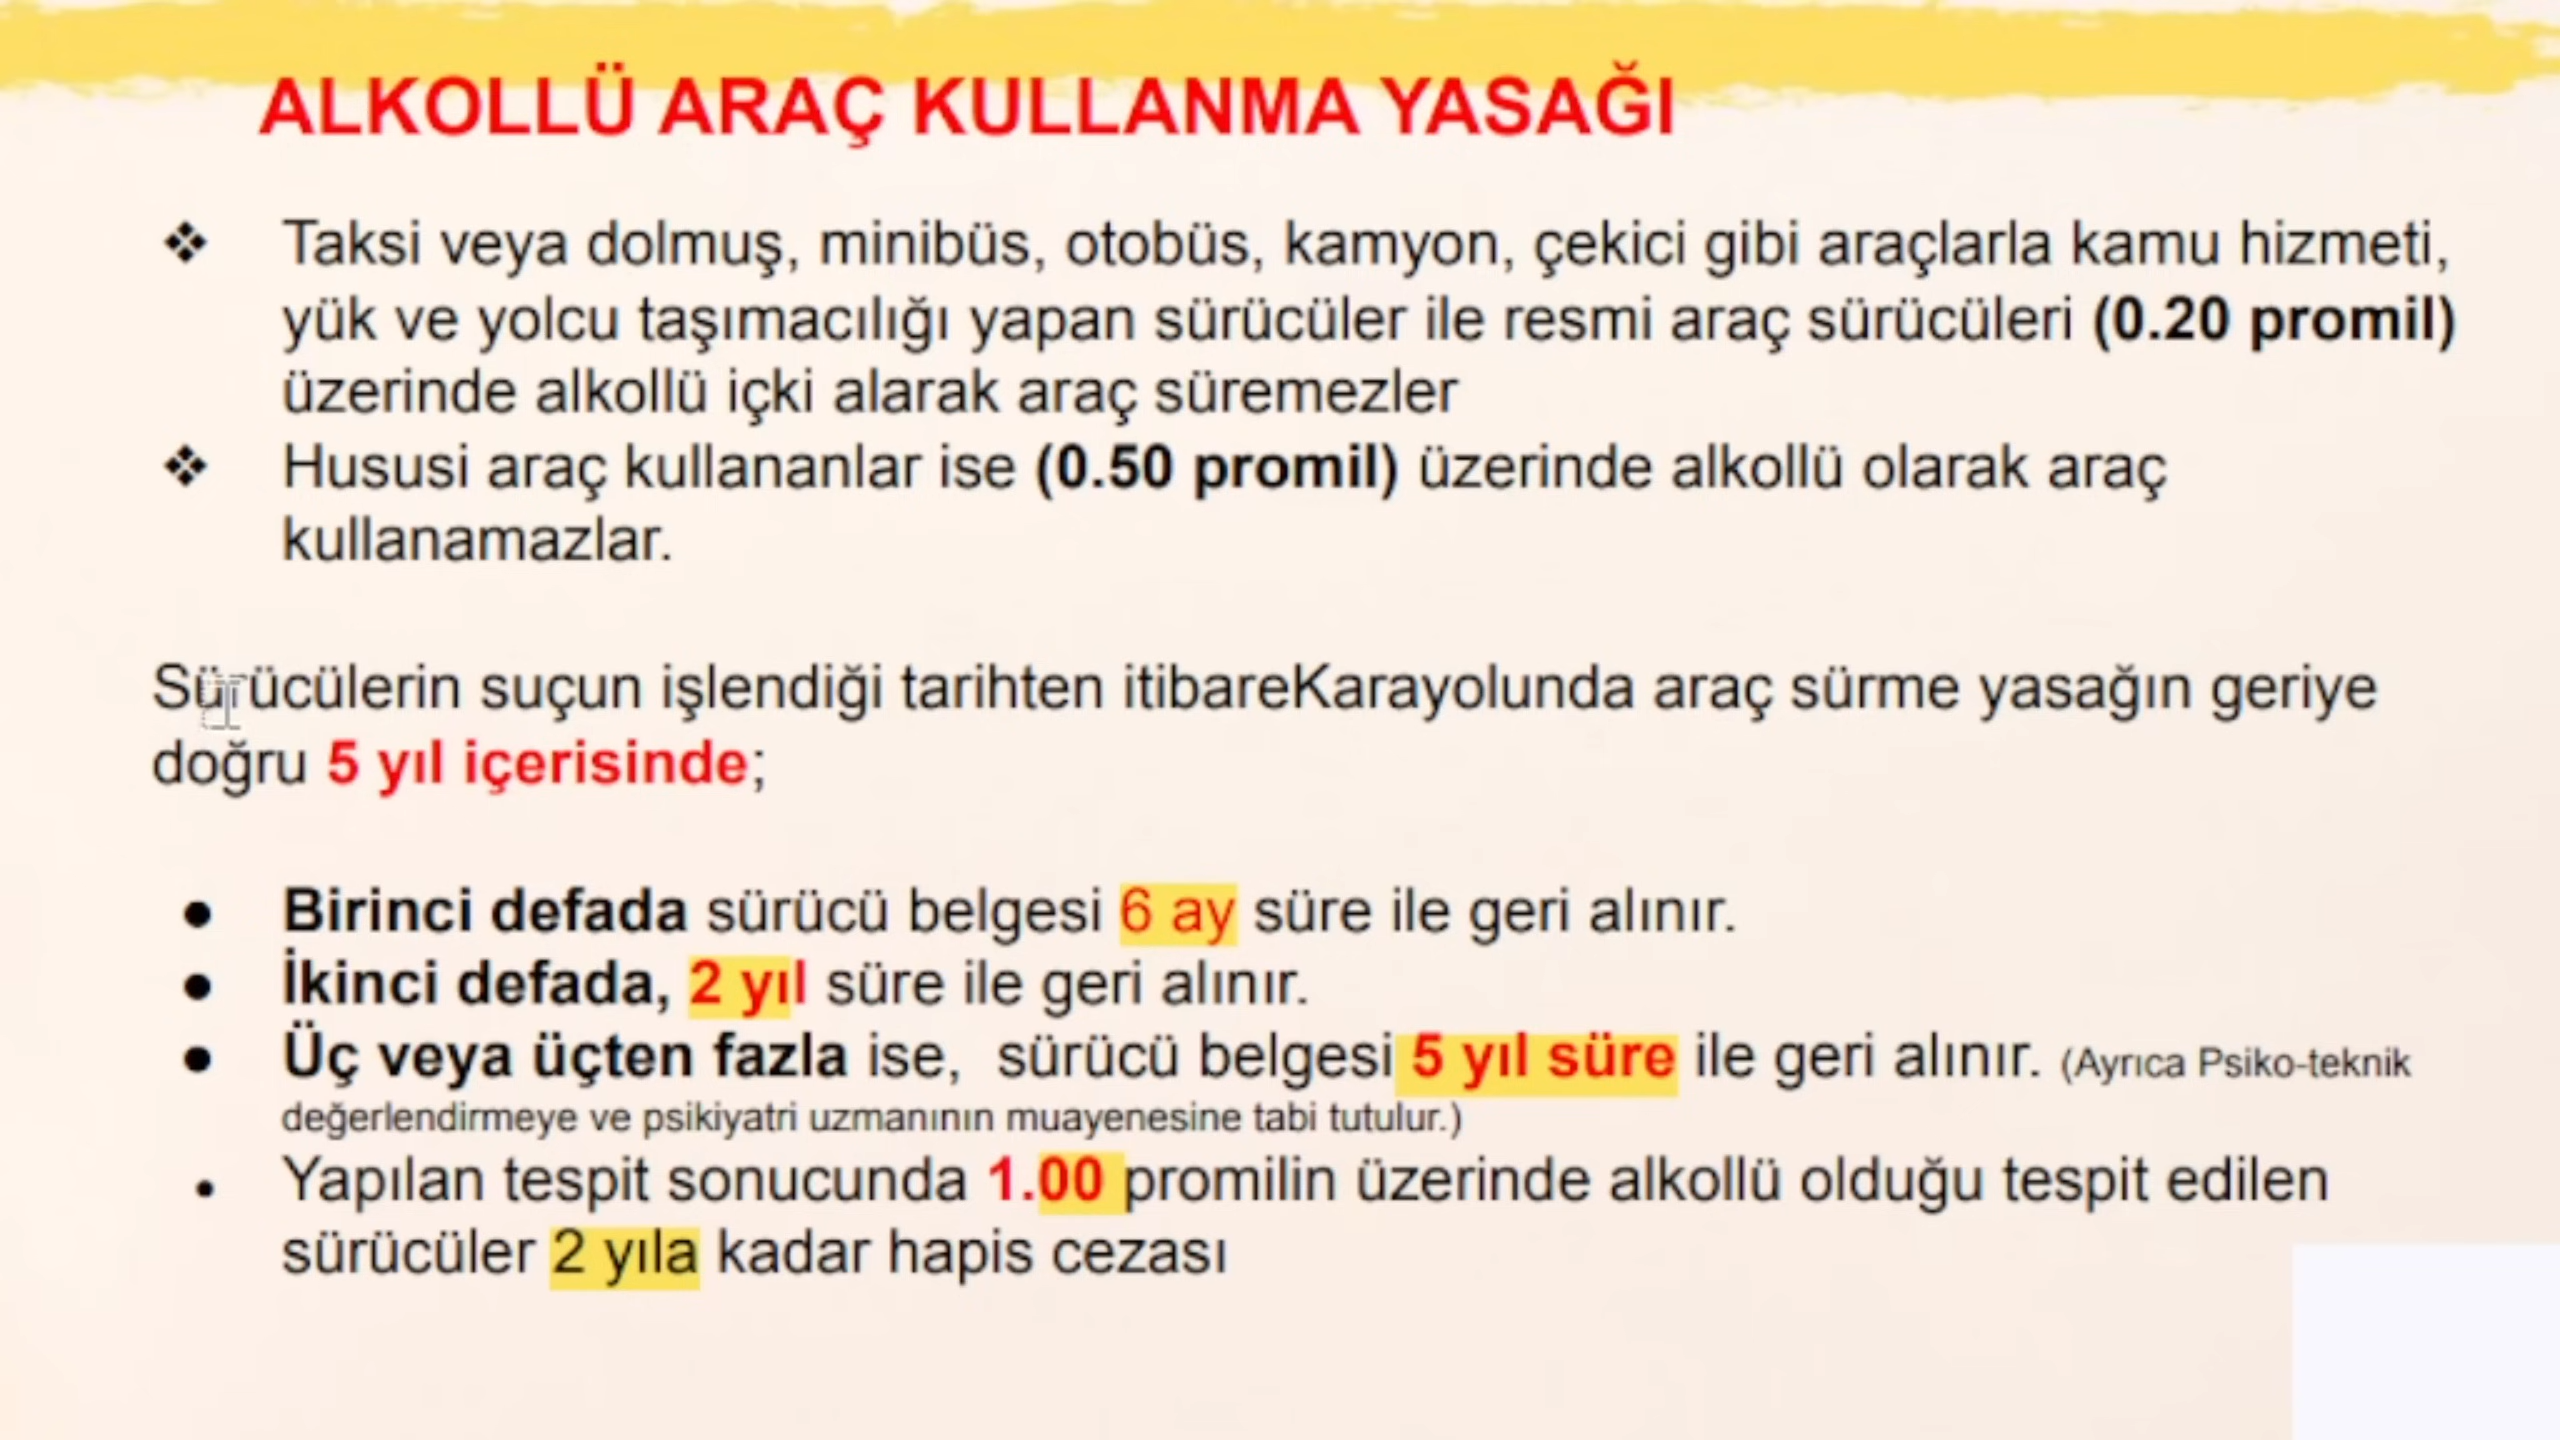 ALKOLLÜ ARAÇ KULLANMA YASAĞI
❖ Taksi veya dolmuş, minibüs, otobüs, kamyon, çekici gibi araçlarla kamu hizmeti,
yük ve yolcu taşımacılığı yapan sürücüler ile resmi araç sürücüleri (0.20 promil)
üzerinde alkollü içki alarak araç süremezler
❖ Hususi araç kullananlar ise (0.50 promil) üzerinde alkollü olarak araç
kullanamazlar.
Sürücülerin suçun işlendiği tarihten itibareKarayolunda araç sürme yasağın geriye
doğru 5 yıl içerisinde;
● Birinci defada sürücü belgesi 6 ay süre ile geri alınır.
● İkinci defada, 2 yıl süre ile geri alınır.
● Üç veya üçten fazla ise, sürücü belgesi 5 yıl süre ile geri alınır. (Ayrıca Psiko-teknik
değerlendirmeye ve psikiyatri uzmanının muayenesine tabi tutulur.)
• Yapılan tespit sonucunda 1.00 promilin üzerinde alkollü olduğu tespit edilen
sürücüler 2 yıla kadar hapis cezası